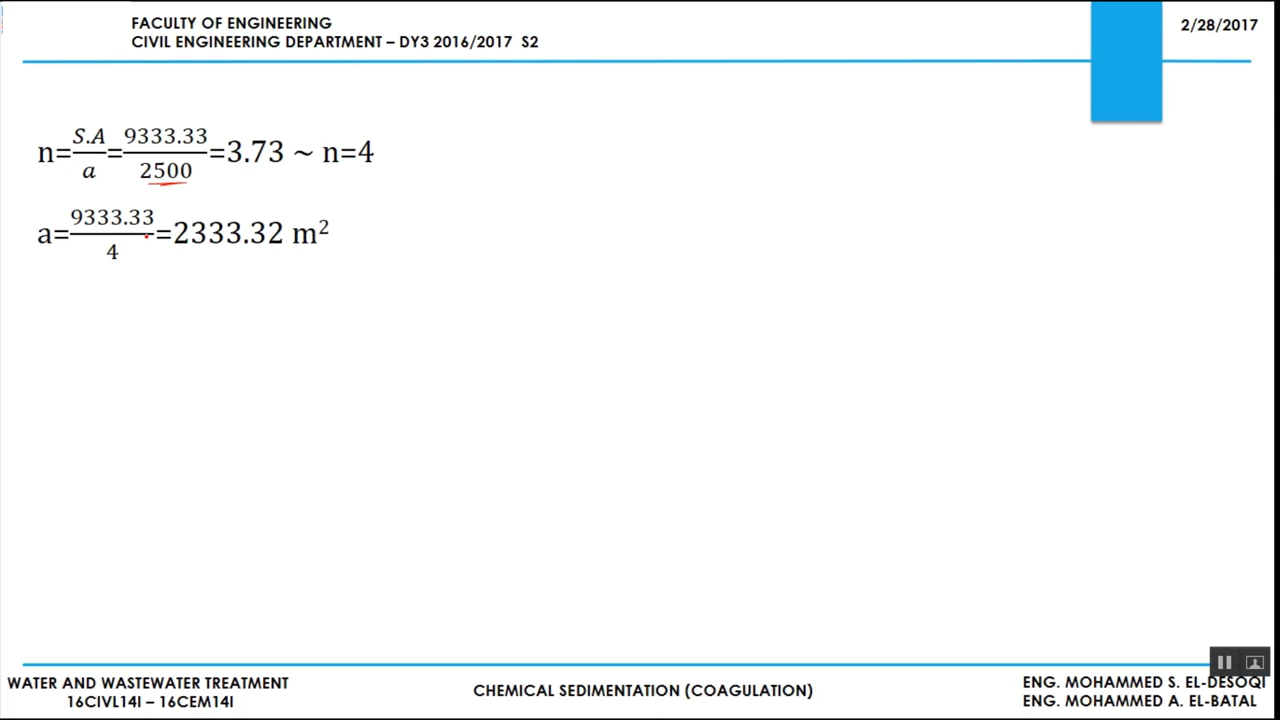 FACULTY OF ENGINEERING
CIVIL ENGINEERING DEPARTMENT – DY3 2016/2017 S2
2/28/2017
n=S.A/a=9333.33/2500=3.73 ~ n=4
a=9333.33/4=2333.32 m²
WATER AND WASTEWATER TREATMENT
16CIVL14I – 16CEM14I
CHEMICAL SEDIMENTATION (COAGULATION)
ENG. MOHAMMED S. EL-DESOQI
ENG. MOHAMMED A. EL-BATAL